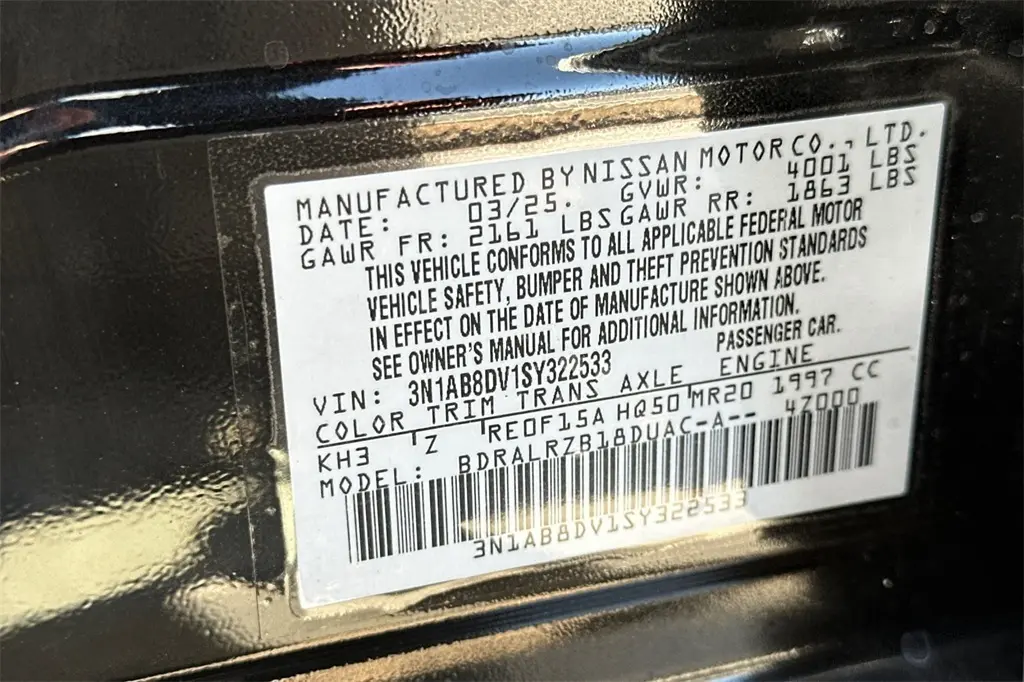 MANUFACTURED BY NISSAN MOTOR CO., LTD.
DATE: 03/25. GVWR: 4001 LBS
GAWR FR: 2161 LBS GAWR RR: 1863 LBS
THIS VEHICLE CONFORMS TO ALL APPLICABLE FEDERAL MOTOR
VEHICLE SAFETY, BUMPER AND THEFT PREVENTION STANDARDS
IN EFFECT ON THE DATE OF MANUFACTURE SHOWN ABOVE.
SEE OWNER'S MANUAL FOR ADDITIONAL INFORMATION.
VIN: 3N1AB8DV1SY322533 PASSENGER CAR.
COLOR TRIM TRANS AXLE ENGINE
KH3 Z RE0F15A HQ50 MR20 1997 CC
MODEL: BDRALRZB18DUAC-A-- 4Z000
3N1AB8DV1SY322533